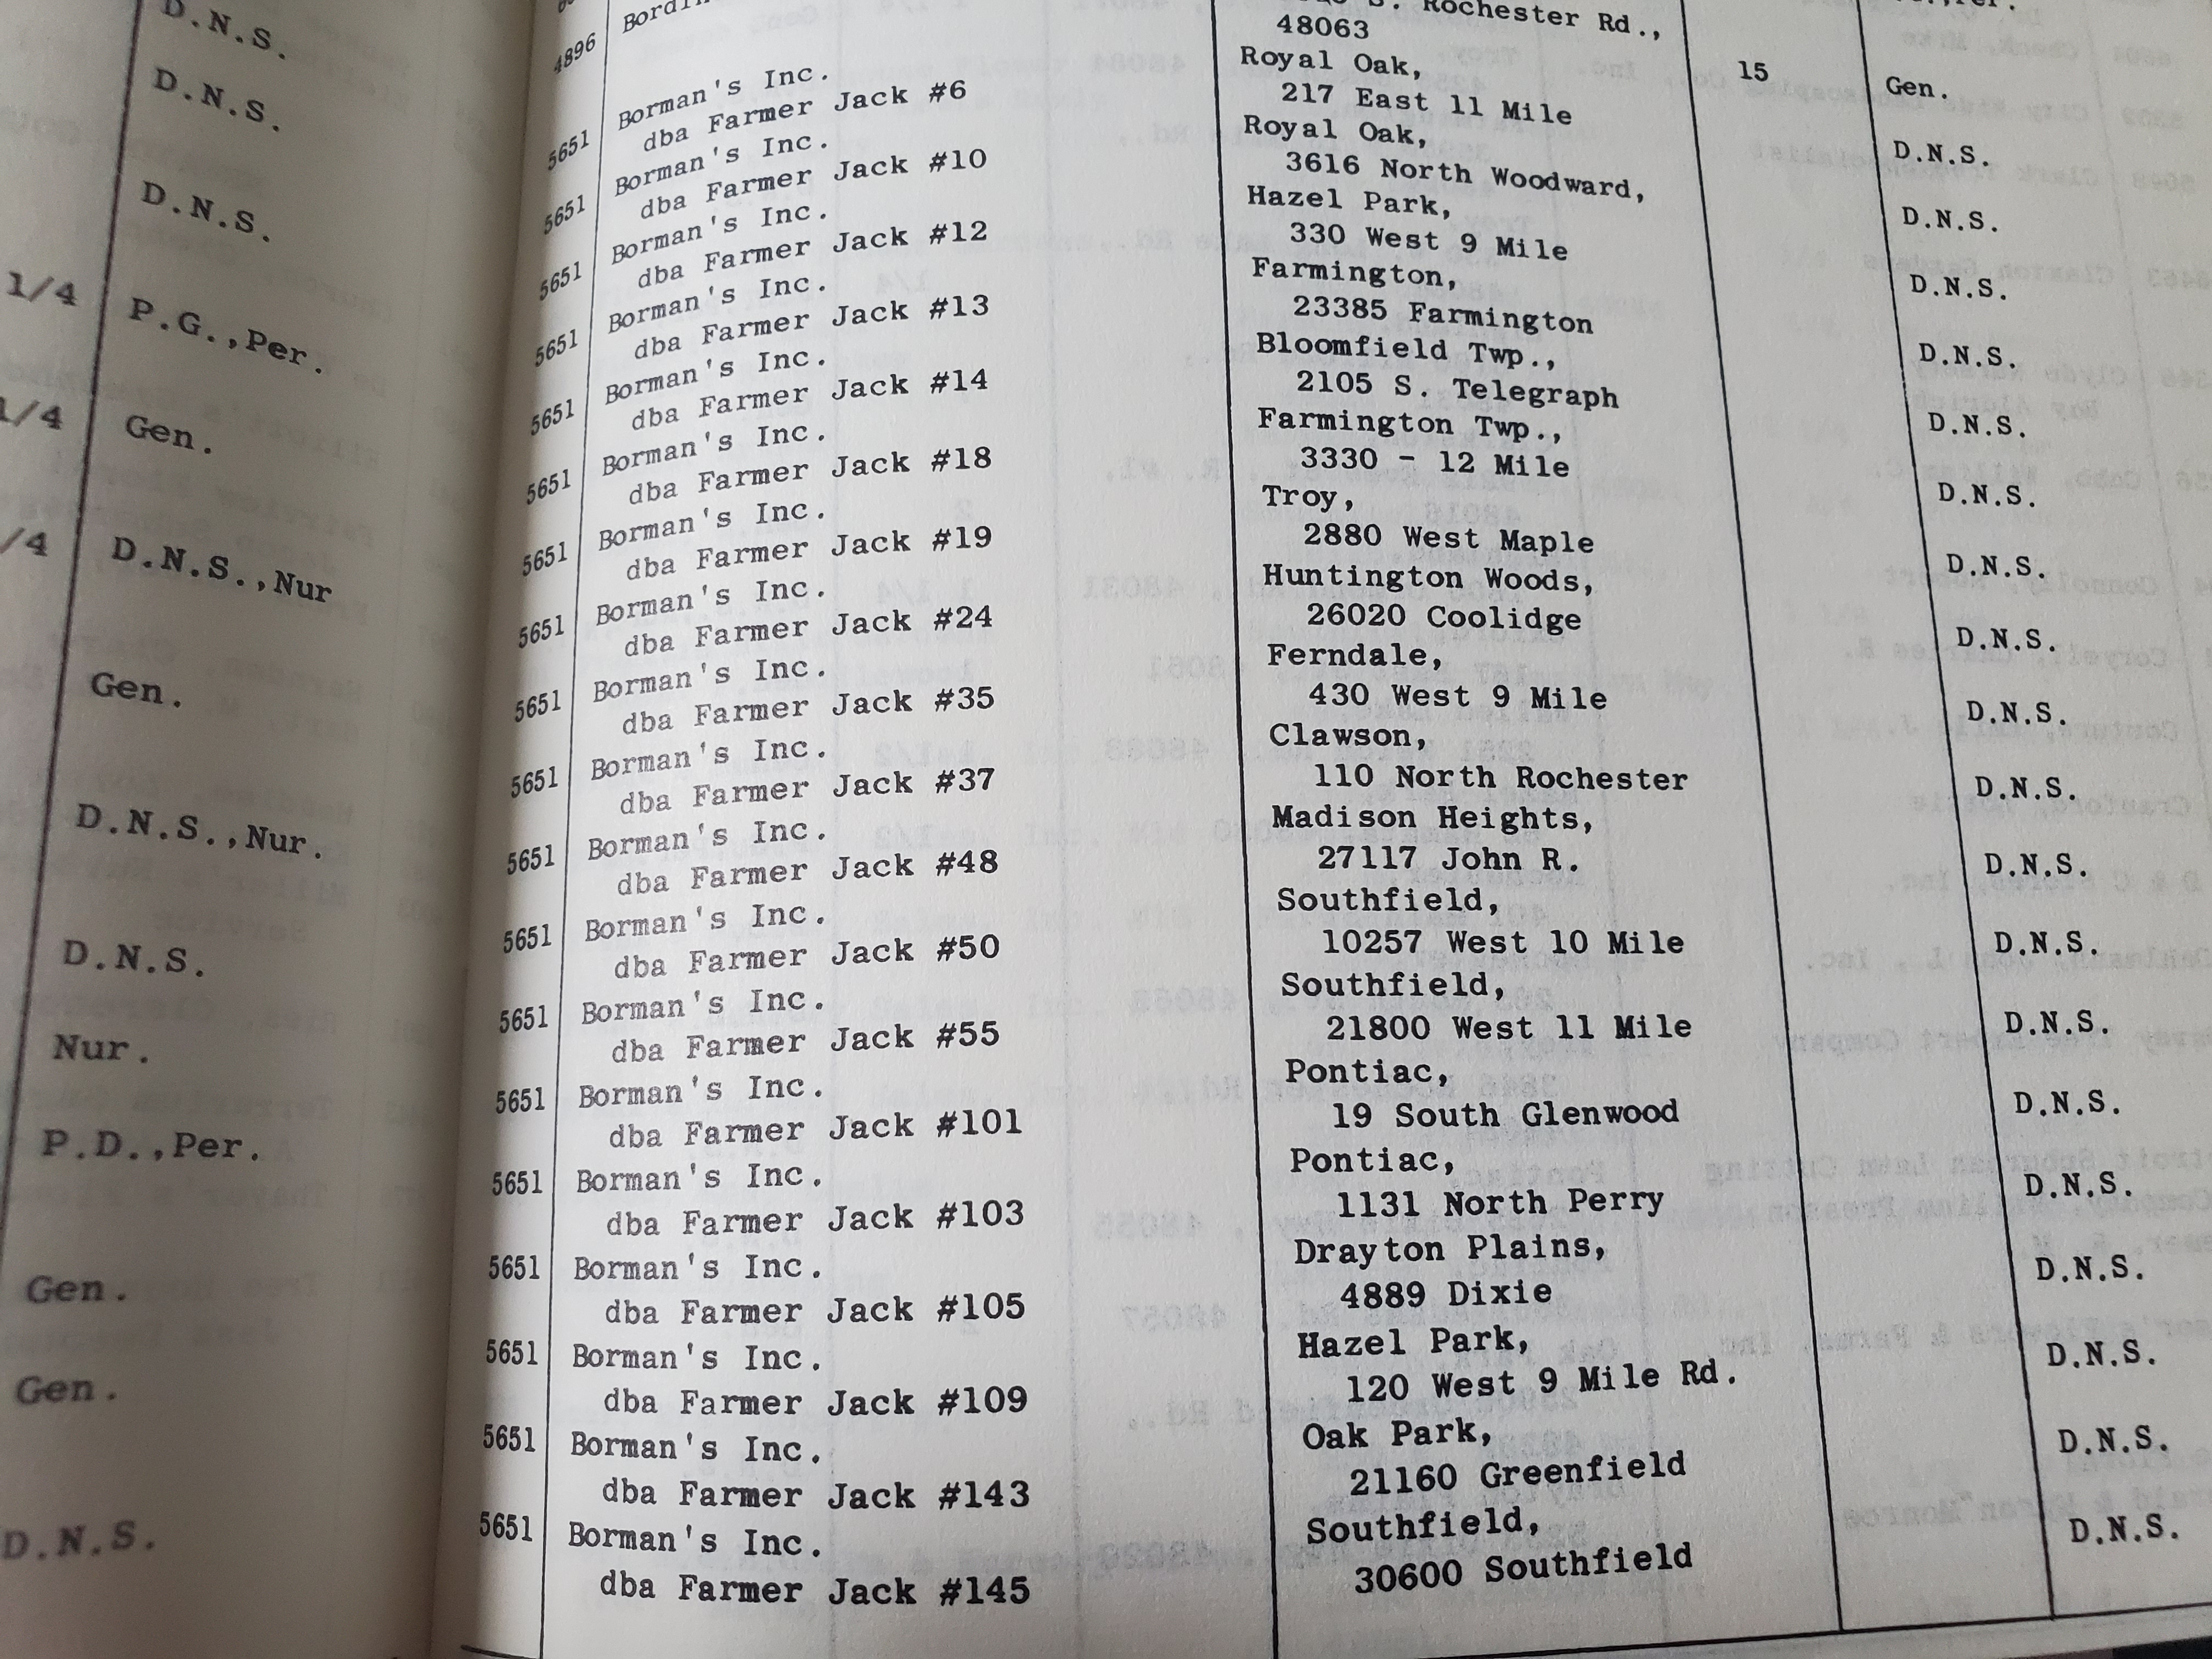 D.N.S.
D.N.S.
D.N.S.
1/4 P.G.,Per.
1/4 Gen.
/4 D.N.S.,Nur
Gen.
D.N.S.,Nur.
D.N.S.
Nur.
P.D.,Per.
Gen.
Gen.
D.N.S.
Rochester Rd.,
4896 48063 15 Gen.
5651 Borman's Inc. Royal Oak, D.N.S.
dba Farmer Jack #6 217 East 11 Mile
5651 Borman's Inc. Royal Oak, D.N.S.
dba Farmer Jack #10 3616 North Woodward,
5651 Borman's Inc. Hazel Park, D.N.S.
dba Farmer Jack #12 330 West 9 Mile
5651 Borman's Inc. Farmington, D.N.S.
dba Farmer Jack #13 23385 Farmington
5651 Borman's Inc. Bloomfield Twp., D.N.S.
dba Farmer Jack #14 2105 S. Telegraph
5651 Borman's Inc. Farmington Twp., D.N.S.
dba Farmer Jack #18 3330 - 12 Mile
5651 Borman's Inc. Troy, D.N.S.
dba Farmer Jack #19 2880 West Maple
5651 Borman's Inc. Huntington Woods, D.N.S.
dba Farmer Jack #24 26020 Coolidge
5651 Borman's Inc. Ferndale, D.N.S.
dba Farmer Jack #35 430 West 9 Mile
5651 Borman's Inc. Clawson, D.N.S.
dba Farmer Jack #37 110 North Rochester
5651 Borman's Inc. Madison Heights, D.N.S.
dba Farmer Jack #48 27117 John R.
5651 Borman's Inc. Southfield, D.N.S.
dba Farmer Jack #50 10257 West 10 Mile
5651 Borman's Inc. Southfield, D.N.S.
dba Farmer Jack #55 21800 West 11 Mile
5651 Borman's Inc. Pontiac, D.N.S.
dba Farmer Jack #101 19 South Glenwood
5651 Borman's Inc. Pontiac, D.N.S.
dba Farmer Jack #103 1131 North Perry
5651 Borman's Inc. Drayton Plains, D.N.S.
dba Farmer Jack #105 4889 Dixie
5651 Borman's Inc. Hazel Park, D.N.S.
dba Farmer Jack #109 120 West 9 Mile Rd.
5651 Borman's Inc. Oak Park, D.N.S.
dba Farmer Jack #143 21160 Greenfield
5651 Borman's Inc. Southfield, D.N.S.
dba Farmer Jack #145 30600 Southfield